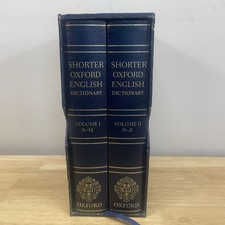 SHORTER
OXFORD
ENGLISH
DICTIONARY
VOLUME I
A–M
OXFORD
SHORTER
OXFORD
ENGLISH
DICTIONARY
VOLUME II
N–Z
OXFORD